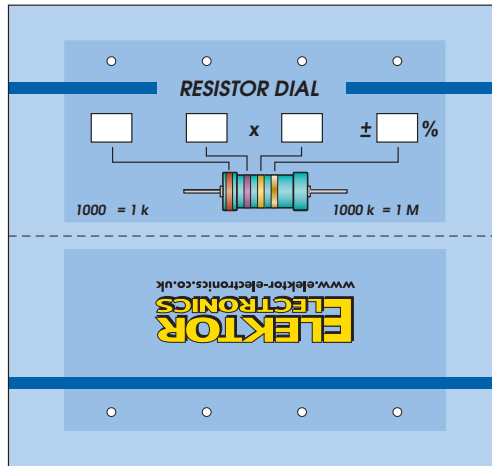 RESISTOR DIAL
x ± %
1000 = 1 k 1000 k = 1 M
www.elektor-electronics.co.uk
ELEKTOR
ELECTRONICS